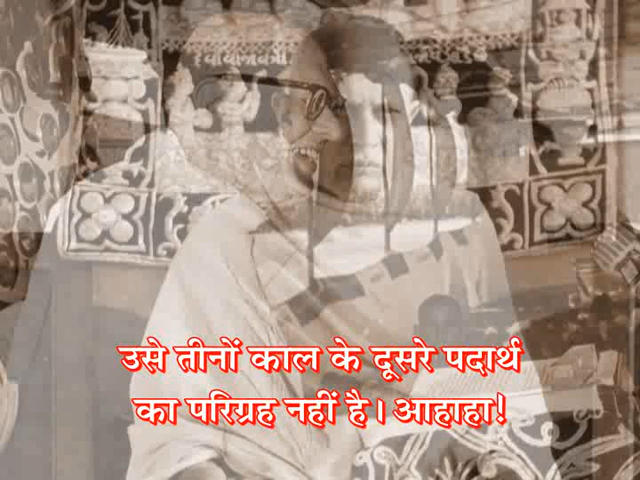 उसे तीनों काल के दूसरे पदार्थ
का परिग्रह नहीं है। आहाहा!